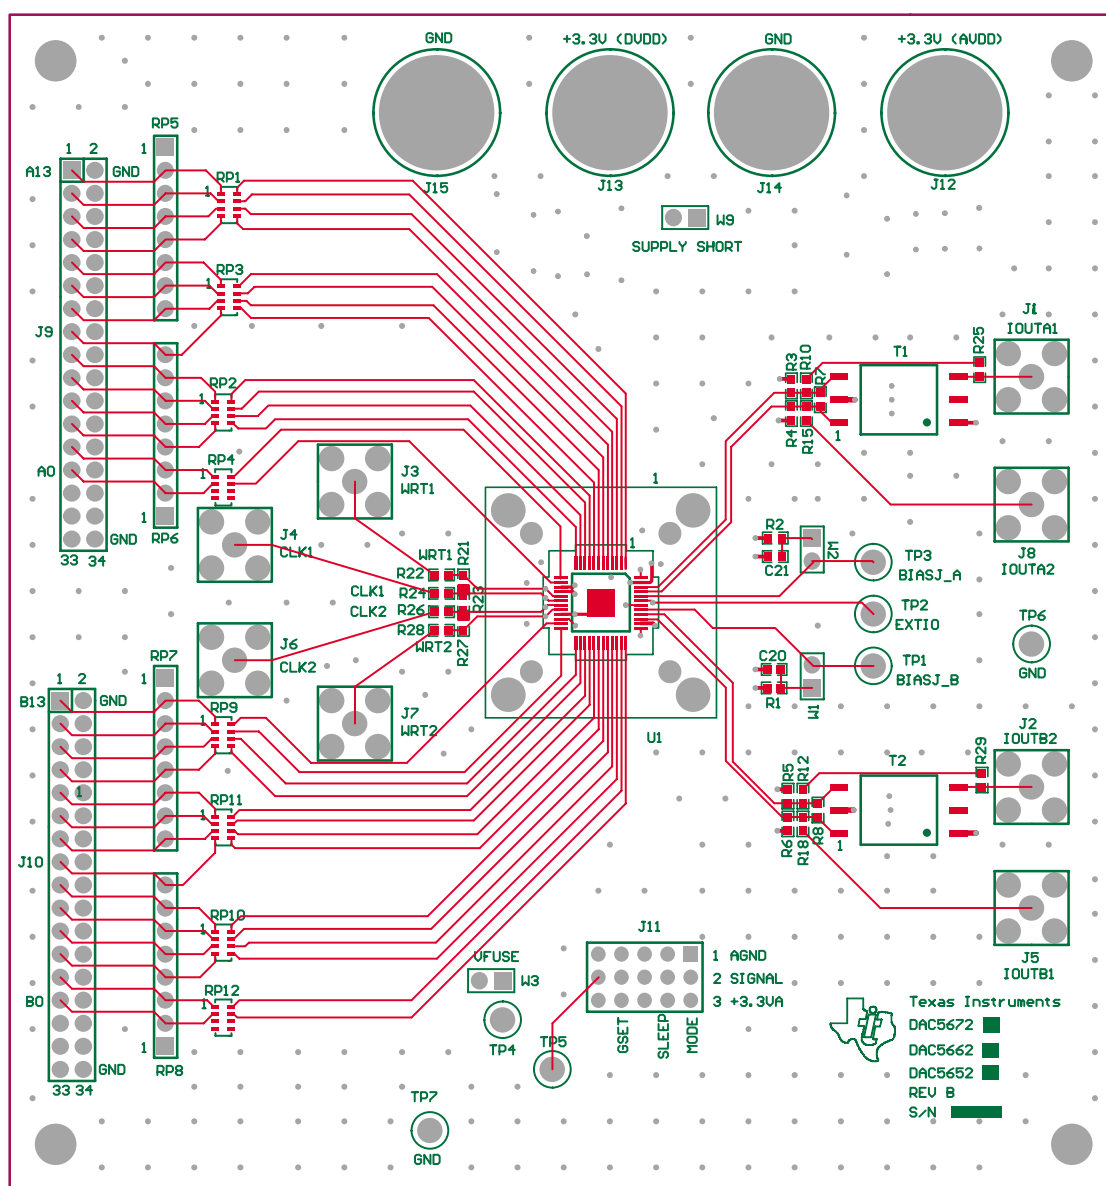 GND
+3.3V (DVDD)
GND
+3.3V (AVDD)
J15
J13
J14
J12
RP5
1
1 2
A13
GND
RP1
1
W9
SUPPLY SHORT
RP3
1
J9
J1
IOUTA1
R25
T1
R3
R10
R7
R4
R15
1
RP2
1
RP4
1
A0
J3
WRT1
1
1
RP6
GND
33 34
J4
CLK1
J8
IOUTA2
R2
C21
W2
TP3
BIASJ_A
TP2
EXTIO
TP1
BIASJ_B
TP6
GND
1
WRT1
R21
R22
CLK1
R24
R23
CLK2
R26
R28
WRT2
R27
J6
CLK2
C20
R1
W1
RP7
1
1 2
B13
GND
RP9
1
J7
WRT2
U1
J2
IOUTB2
R29
T2
R5
R12
R6
R18
R8
1
1
RP11
1
J10
RP10
1
J11
1 AGND
2 SIGNAL
3 +3.3VA
GSET
SLEEP
MODE
VFUSE
W3
TP4
TP5
J5
IOUTB1
RP12
1
B0
1
RP8
GND
33 34
TP7
GND
Texas Instruments
DAC5672
DAC5662
DAC5652
REV B
S/N